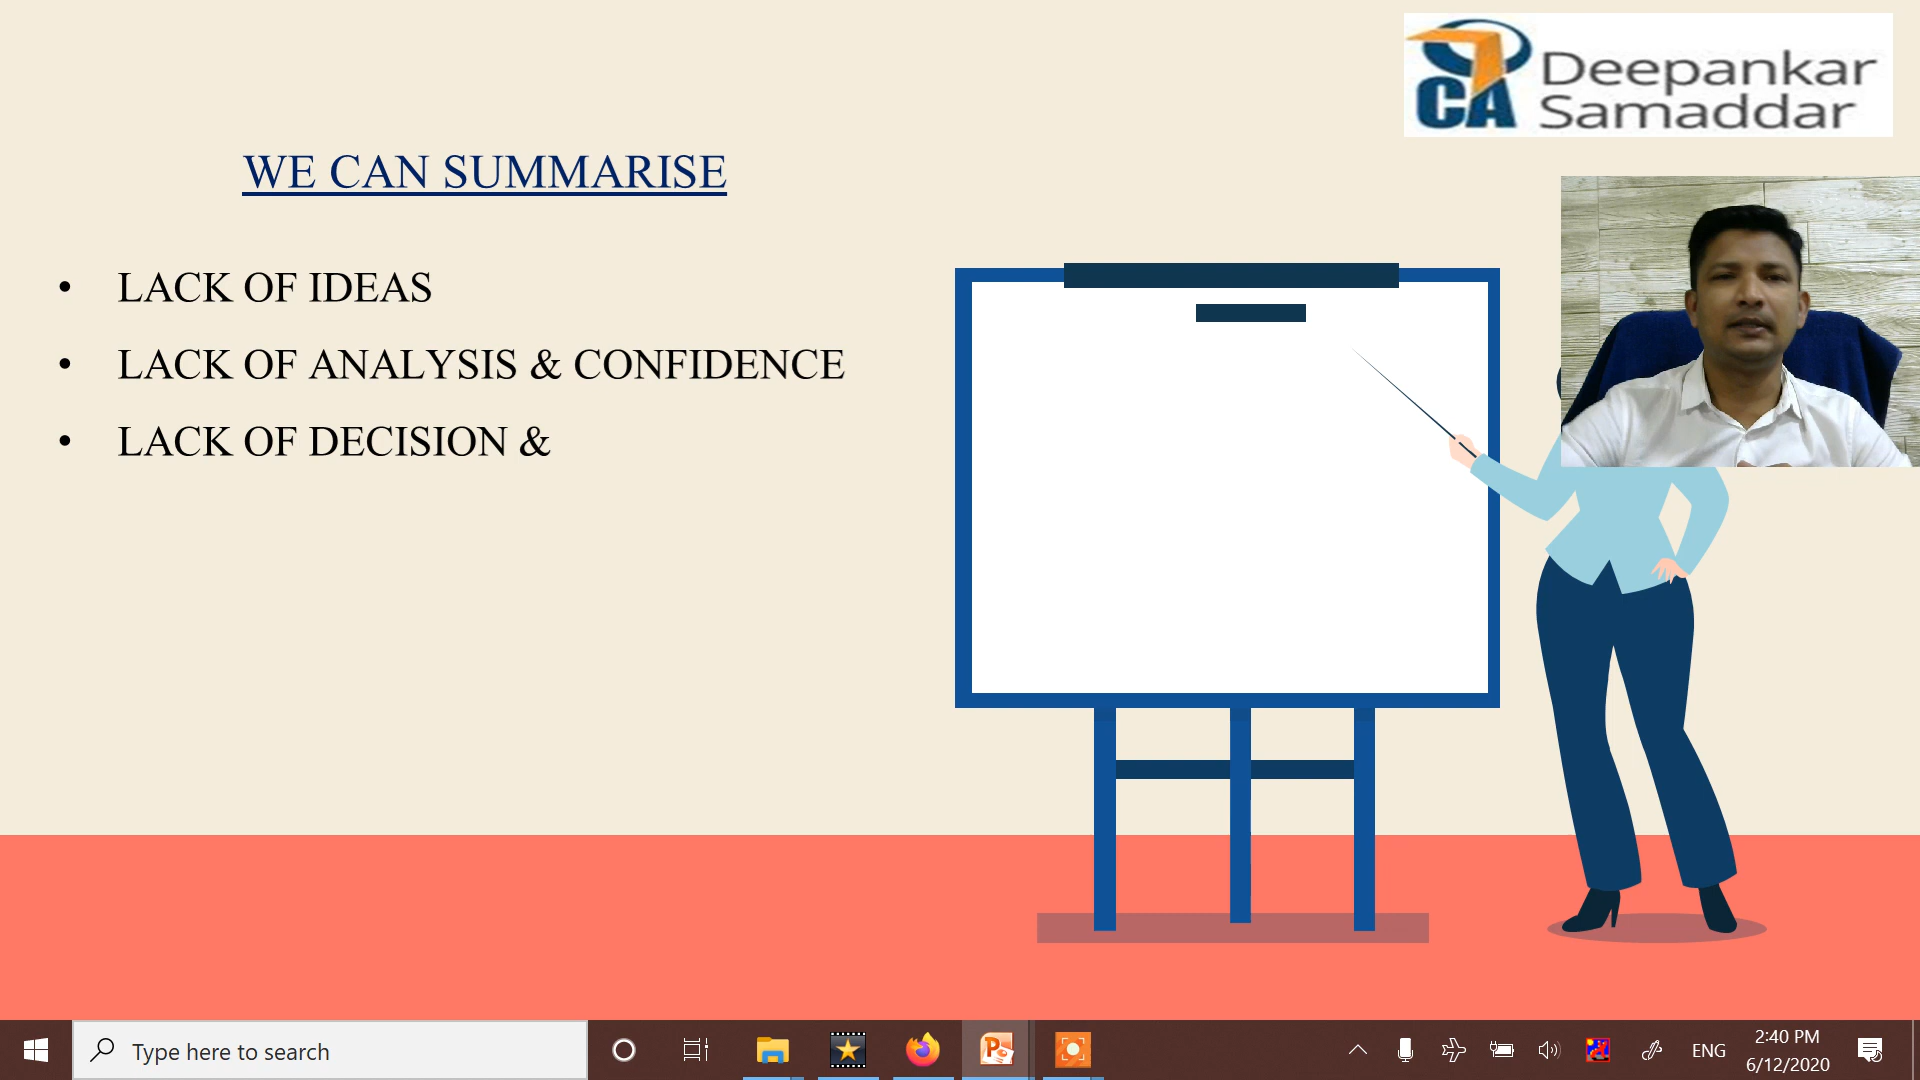 CA Deepankar
Samaddar
WE CAN SUMMARISE
• LACK OF IDEAS
• LACK OF ANALYSIS & CONFIDENCE
• LACK OF DECISION &
Type here to search
ENG
2:40 PM
6/12/2020